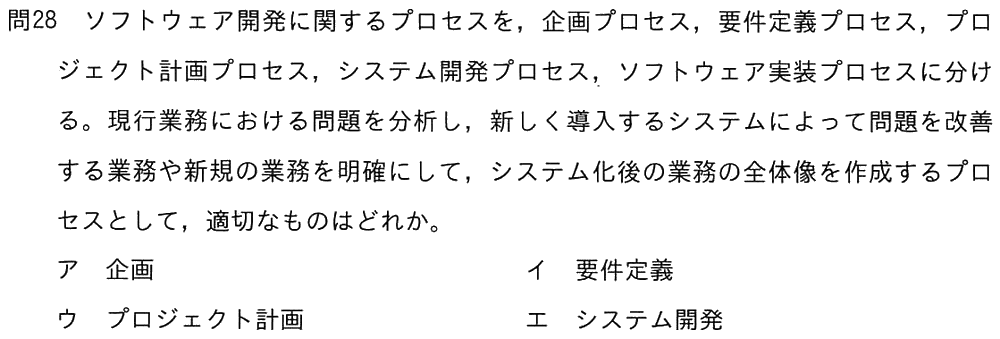 問28　ソフトウェア開発に関するプロセスを，企画プロセス，要件定義プロセス，プロ
ジェクト計画プロセス，システム開発プロセス，ソフトウェア実装プロセスに分け
る。現行業務における問題を分析し，新しく導入するシステムによって問題を改善
する業務や新規の業務を明確にして，システム化後の業務の全体像を作成するプロ
セスとして，適切なものはどれか。
ア　企画　イ　要件定義
ウ　プロジェクト計画　エ　システム開発